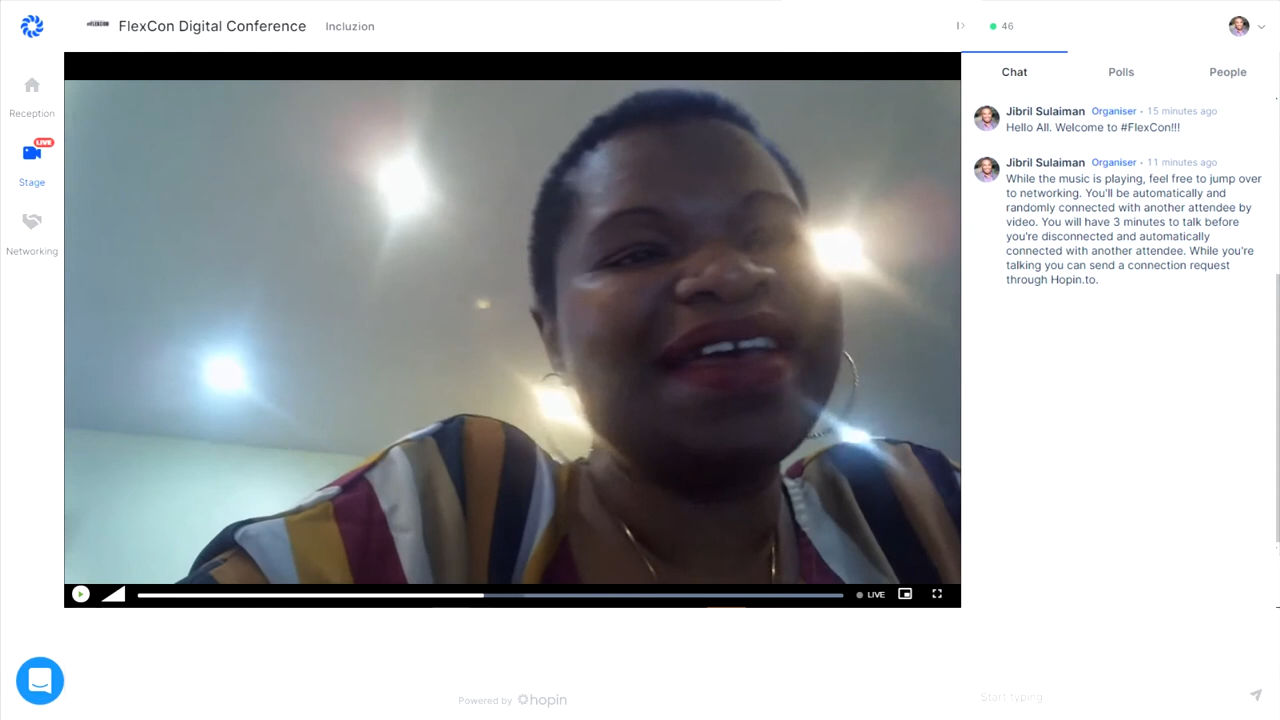 #FLEXCON
FlexCon Digital Conference
Incluzion
46
Reception
LIVE
Stage
Networking
Chat
Polls
People
Jibril Sulaiman Organiser • 15 minutes ago
Hello All. Welcome to #FlexCon!!!
Jibril Sulaiman Organiser • 11 minutes ago
While the music is playing, feel free to jump over
to networking. You'll be automatically and
randomly connected with another attendee by
video. You will have 3 minutes to talk before
you're disconnected and automatically
connected with another attendee. While you're
talking you can send a connection request
through Hopin.to.
LIVE
Powered by hopin
Start typing